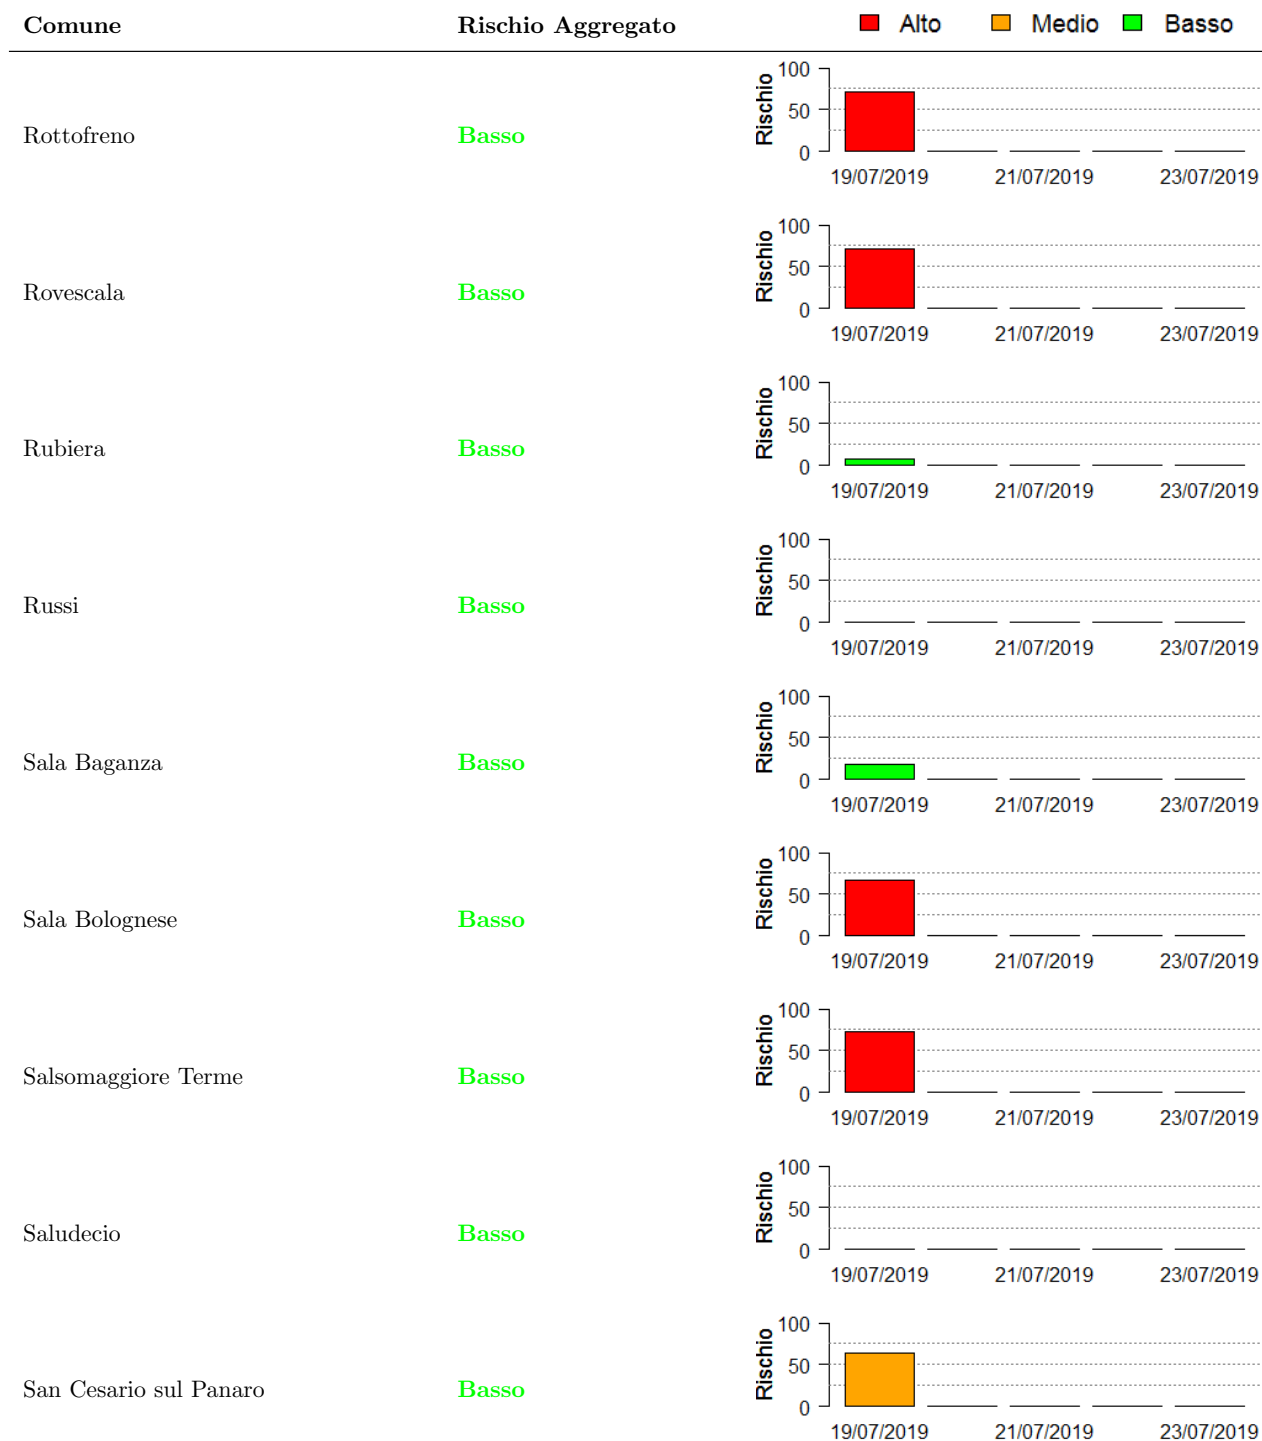 Comune Rischio Aggregato Alto Medio Basso
100
50
0
Rischio
Rottofreno Basso
19/07/2019 21/07/2019 23/07/2019
100
50
0
Rischio
Rovescala Basso
19/07/2019 21/07/2019 23/07/2019
100
50
0
Rischio
Rubiera Basso
19/07/2019 21/07/2019 23/07/2019
100
50
0
Rischio
Russi Basso
19/07/2019 21/07/2019 23/07/2019
100
50
0
Rischio
Sala Baganza Basso
19/07/2019 21/07/2019 23/07/2019
100
50
0
Rischio
Sala Bolognese Basso
19/07/2019 21/07/2019 23/07/2019
100
50
0
Rischio
Salsomaggiore Terme Basso
19/07/2019 21/07/2019 23/07/2019
100
50
0
Rischio
Saludecio Basso
19/07/2019 21/07/2019 23/07/2019
100
50
0
Rischio
San Cesario sul Panaro Basso
19/07/2019 21/07/2019 23/07/2019